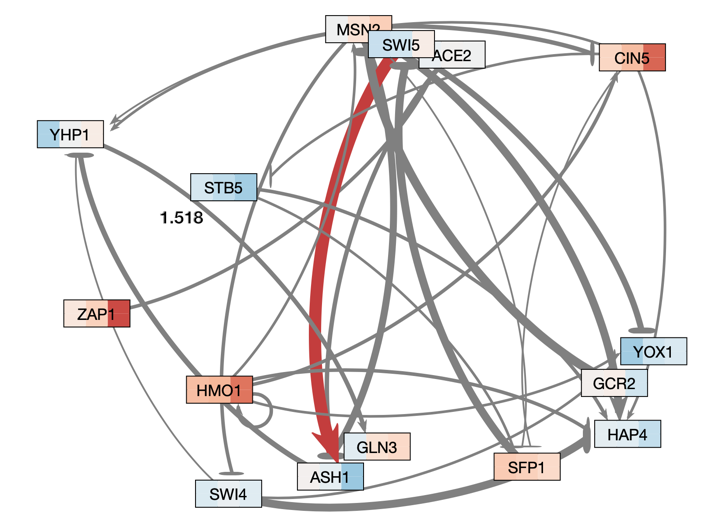 MSN2
SWI5
ACE2
CIN5
YHP1
STB5
1.518
ZAP1
YOX1
GCR2
HMO1
HAP4
GLN3
SFP1
ASH1
SWI4